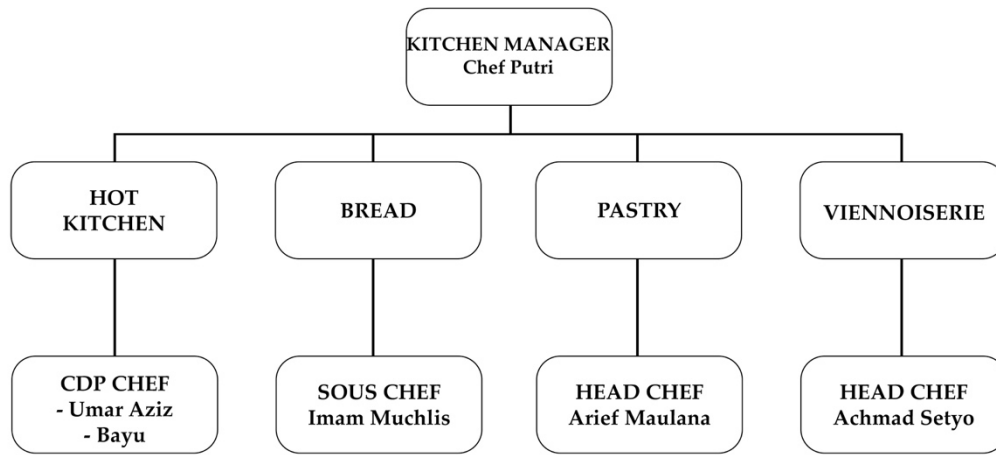 KITCHEN MANAGER
Chef Putri
HOT
KITCHEN
BREAD
PASTRY
VIENNOISERIE
CDP CHEF
- Umar Aziz
- Bayu
SOUS CHEF
Imam Muchlis
HEAD CHEF
Arief Maulana
HEAD CHEF
Achmad Setyo